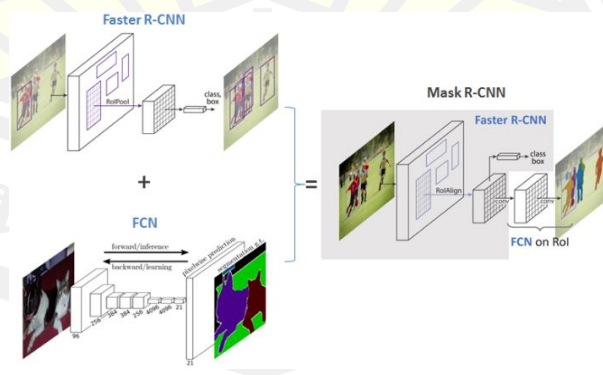 Faster R-CNN
RoIPool
class,
box
+
FCN
forward/inference
backward/learning
pixelwise prediction
segmentation g.t.
96
256
384
384
256
4096
4096
21
21
=
Mask R-CNN
Faster R-CNN
RoIAlign
class
box
conv
conv
FCN on RoI